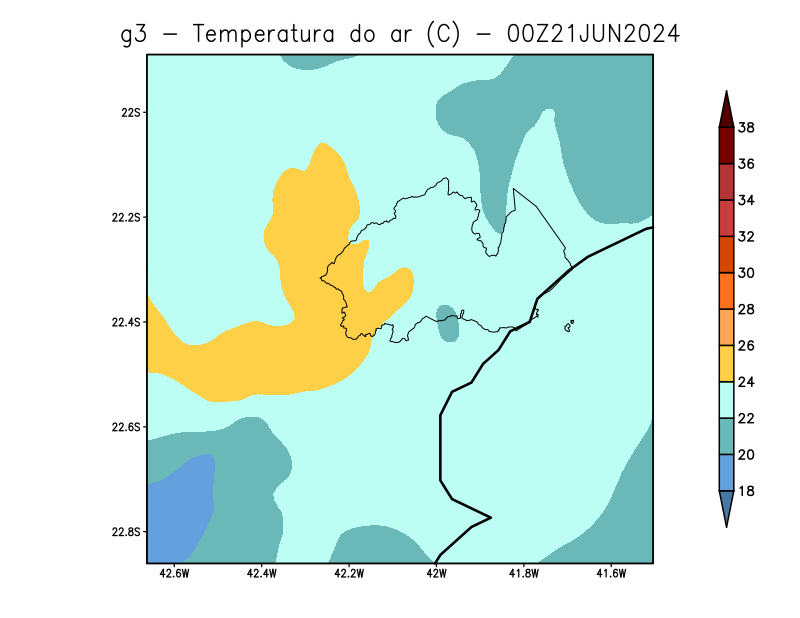 g3 - Temperatura do ar (C) - 00Z21JUN2024
22S
22.2S
22.4S
22.6S
22.8S
42.6W
42.4W
42.2W
42W
41.8W
41.6W
38
36
34
32
30
28
26
24
22
20
18